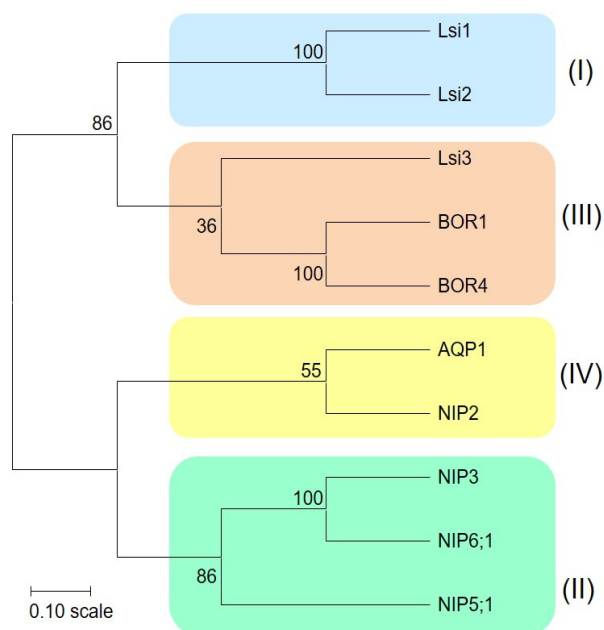 Lsi1
100
(I)
Lsi2
86
Lsi3
36
BOR1
(III)
100
BOR4
AQP1
55
(IV)
NIP2
NIP3
100
NIP6;1
86
(II)
NIP5;1
0.10 scale